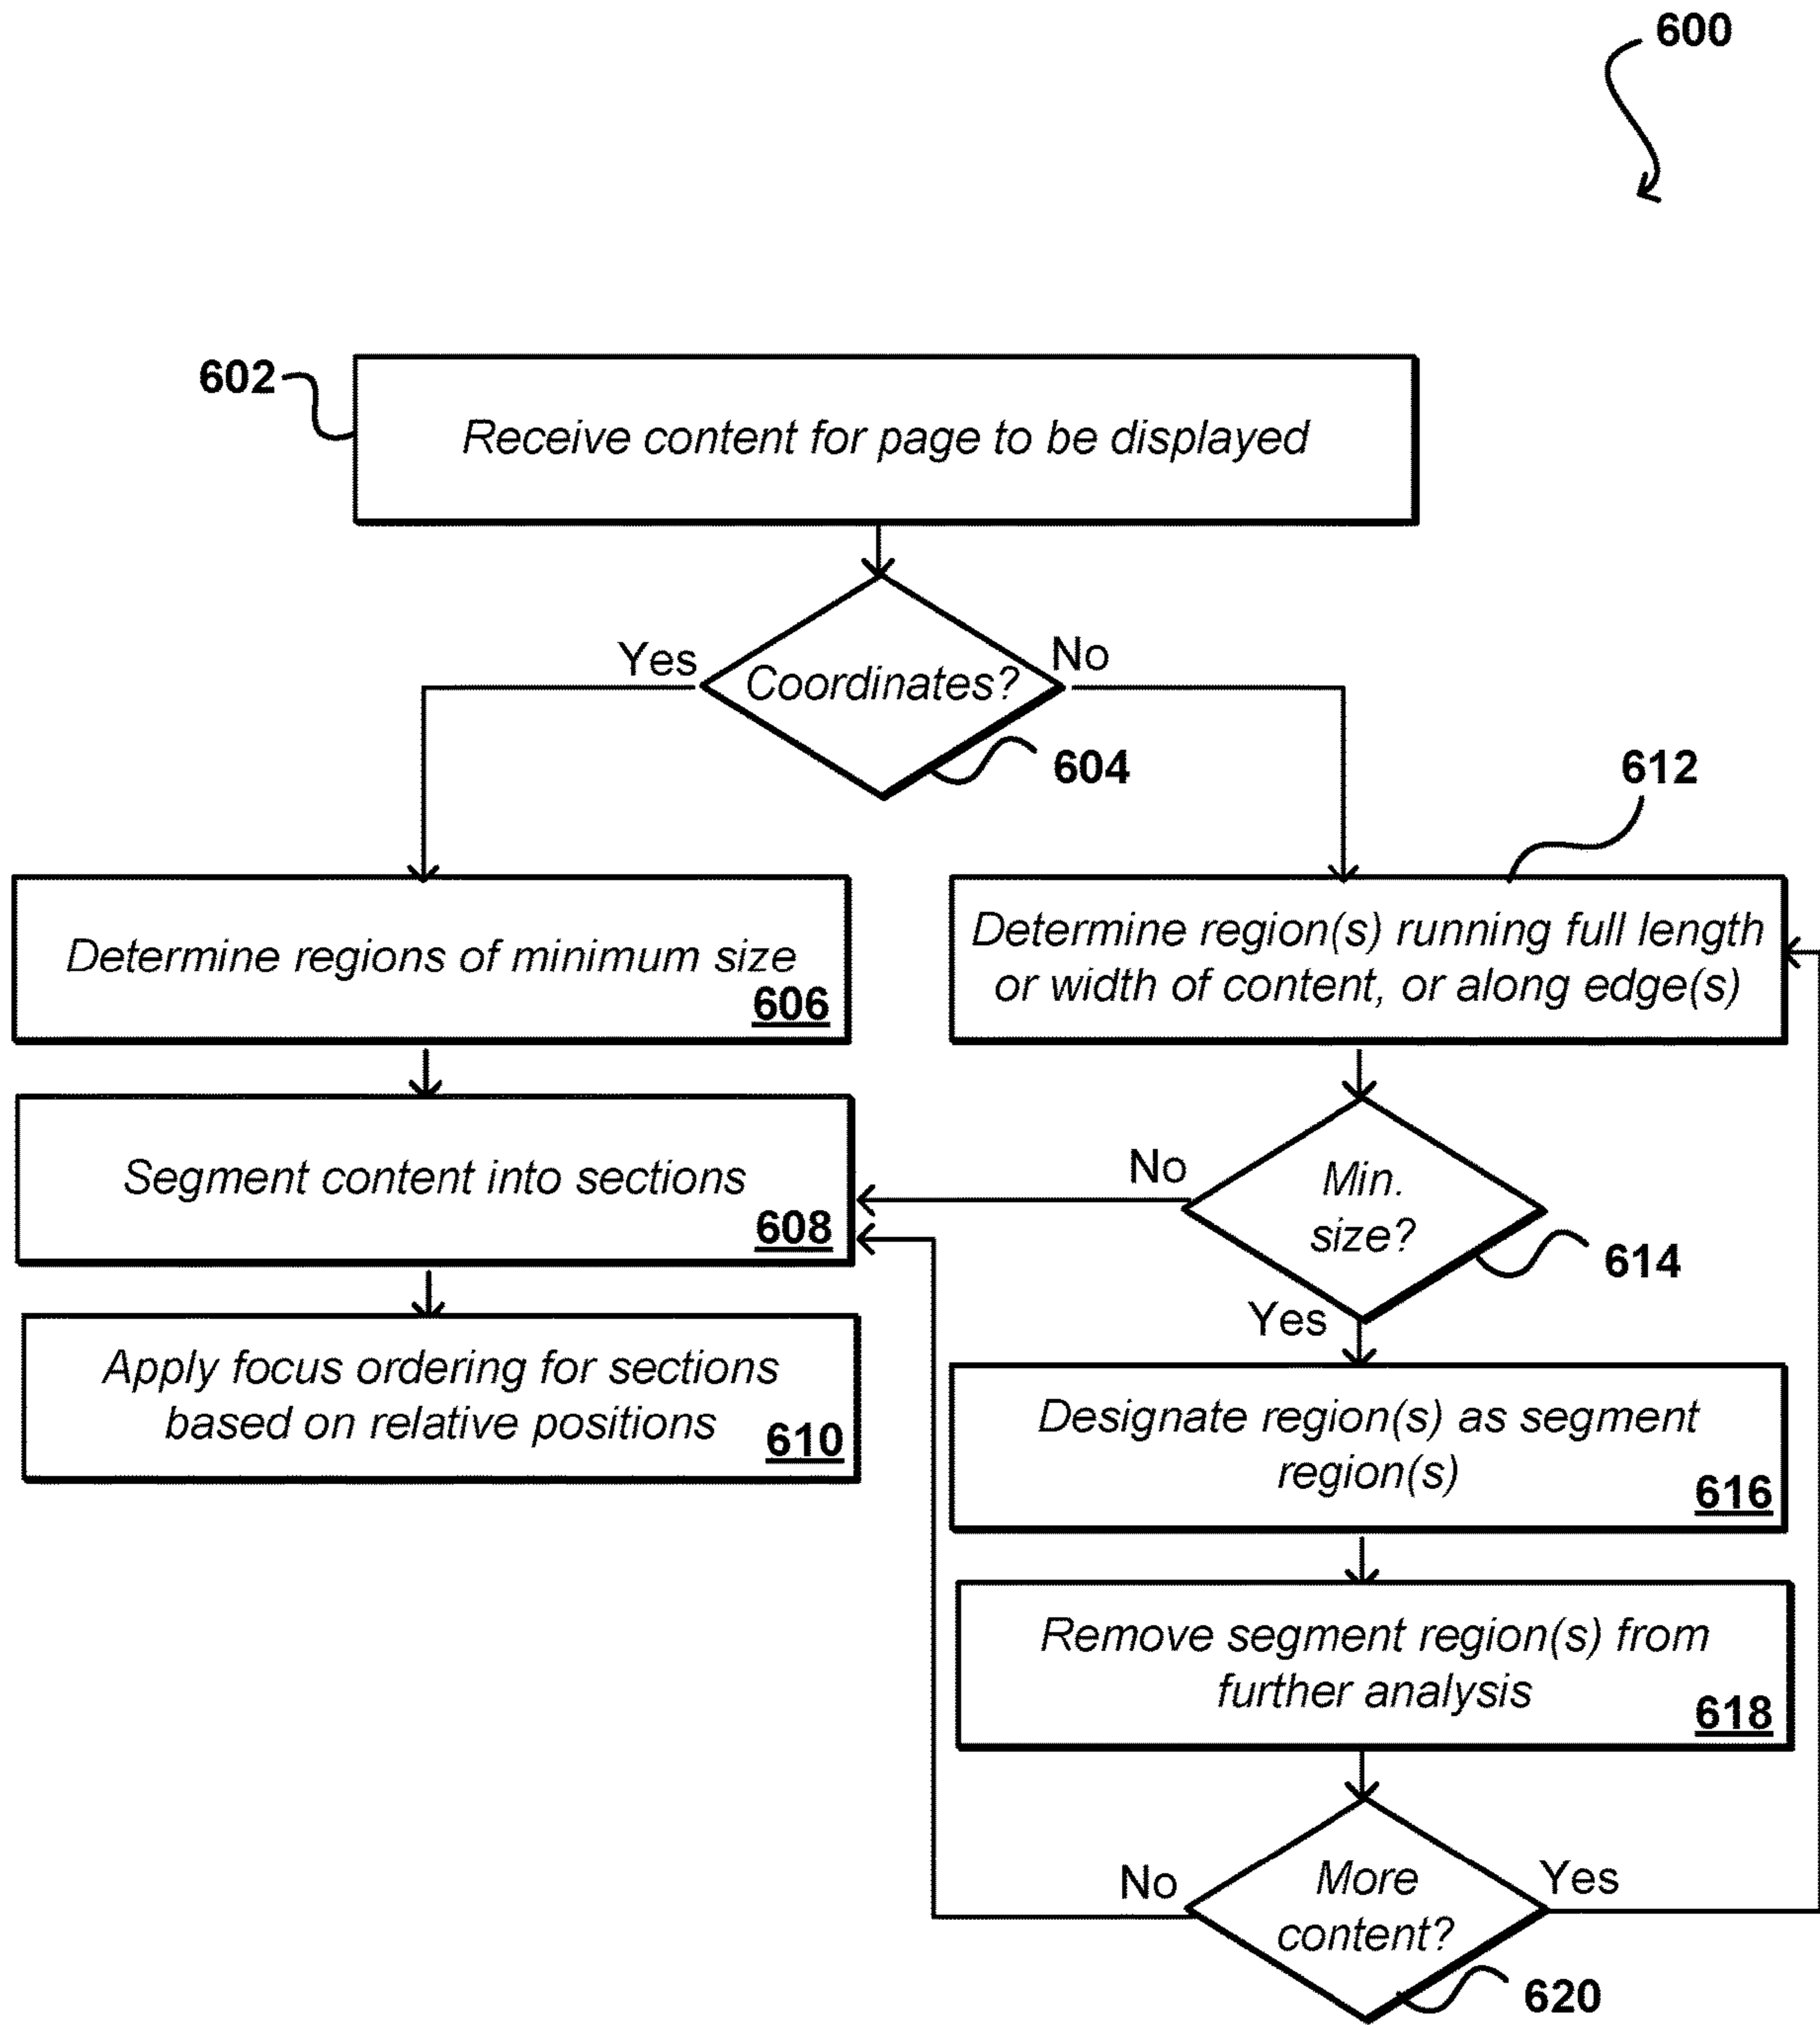 600
602
Receive content for page to be displayed
Yes
No
Coordinates?
604
612
Determine regions of minimum size
606
Determine region(s) running full length
or width of content, or along edge(s)
Segment content into sections
608
No
Min.
size?
614
Yes
Apply focus ordering for sections
based on relative positions
610
Designate region(s) as segment
region(s)
616
Remove segment region(s) from
further analysis
618
No
More
content?
Yes
620